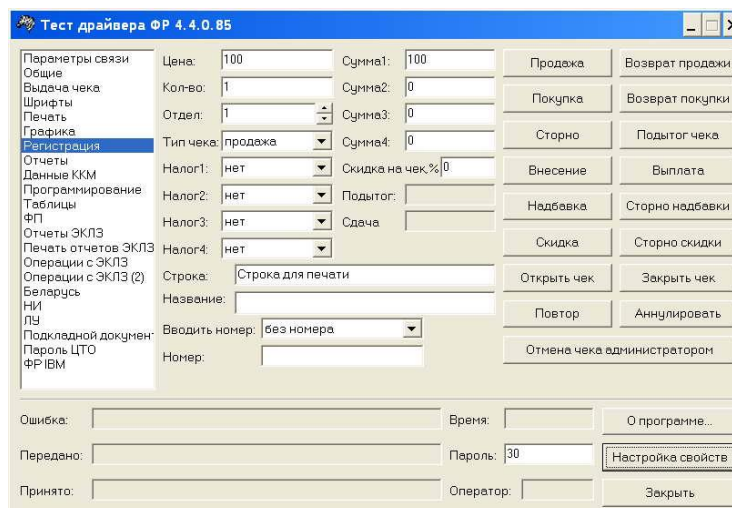 Тест драйвера ФР 4.4.0.85
Параметры связи
Общие
Выдача чека
Шрифты
Печать
Графика
Регистрация
Отчеты
Данные ККМ
Программирование
Таблицы
ФП
Отчеты ЭКЛЗ
Печать отчетов ЭКЛЗ
Операции с ЭКЛЗ
Операции с ЭКЛЗ (2)
Беларусь
НИ
ЛУ
Подкладной документ
Пароль ЦТО
ФР IBM
Цена: 100 Сумма1: 100
Кол-во: 1 Сумма2: 0
Отдел: 1 Сумма3: 0
Тип чека: продажа Сумма4: 0
Налог1: нет Скидка на чек,% 0
Налог2: нет Подытог:
Налог3: нет Сдача
Налог4: нет
Строка: Строка для печати
Название:
Вводить номер: без номера
Номер:
Продажа Возврат продажи
Покупка Возврат покупки
Сторно Подытог чека
Внесение Выплата
Надбавка Сторно надбавки
Скидка Сторно скидки
Открыть чек Закрыть чек
Повтор Аннулировать
Отмена чека администратором
Ошибка: Время: О программе...
Передано: Пароль: 30 Настройка свойств
Принято: Оператор: Закрыть